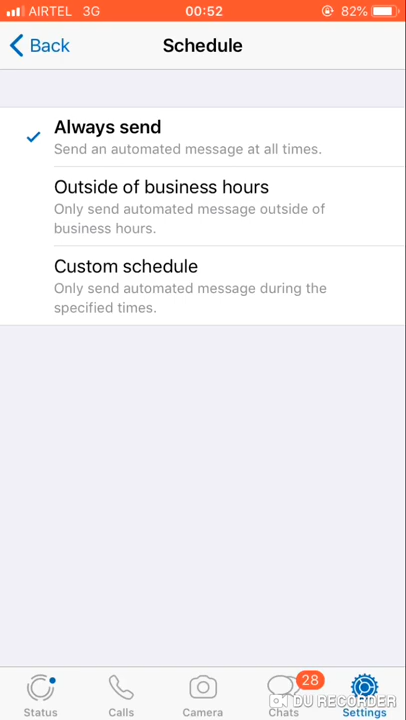 AIRTEL 3G 00:52 82%
Back Schedule
Always send
Send an automated message at all times.
Outside of business hours
Only send automated message outside of
business hours.
Custom schedule
Only send automated message during the
specified times.
28
DU RECORDER
Status Calls Camera Chats Settings